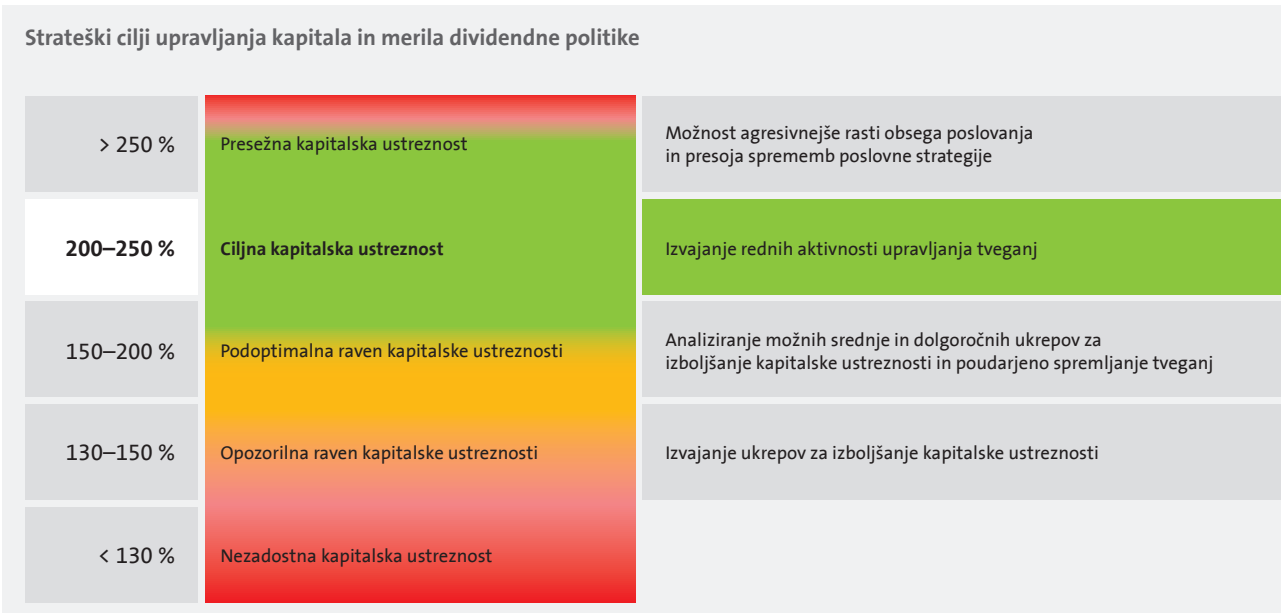 Strateški cilji upravljanja kapitala in merila dividendne politike
> 250 %
Presežna kapitalska ustreznost
Možnost agresivnejše rasti obsega poslovanja
in presoja sprememb poslovne strategije
200–250 %
Ciljna kapitalska ustreznost
Izvajanje rednih aktivnosti upravljanja tveganj
150–200 %
Podoptimalna raven kapitalske ustreznosti
Analiziranje možnih srednje in dolgoročnih ukrepov za
izboljšanje kapitalske ustreznosti in poudarjeno spremljanje tveganj
130–150 %
Opozorilna raven kapitalske ustreznosti
Izvajanje ukrepov za izboljšanje kapitalske ustreznosti
< 130 %
Nezadostna kapitalska ustreznost